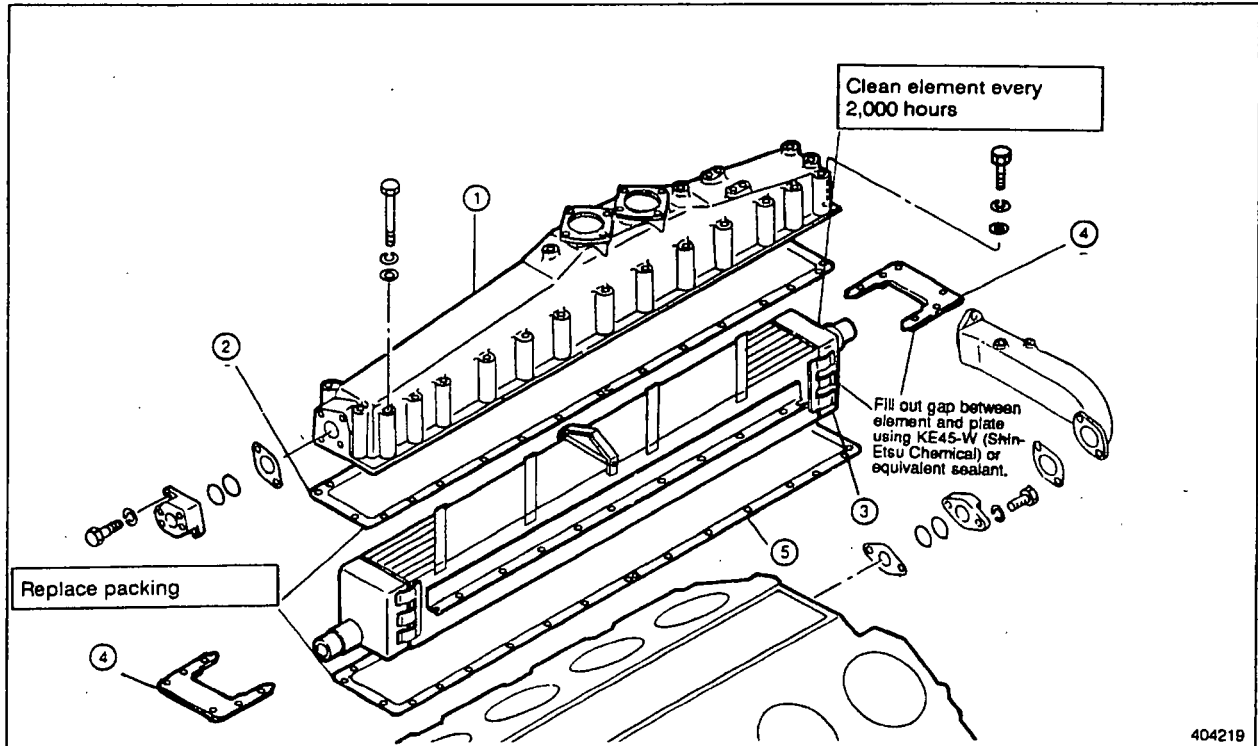 Clean element every
2,000 hours
1
4
2
Fill out gap between
element and plate
using KE45-W (Shin-
Etsu Chemical) or
equivalent sealant.
3
5
Replace packing
4
404219